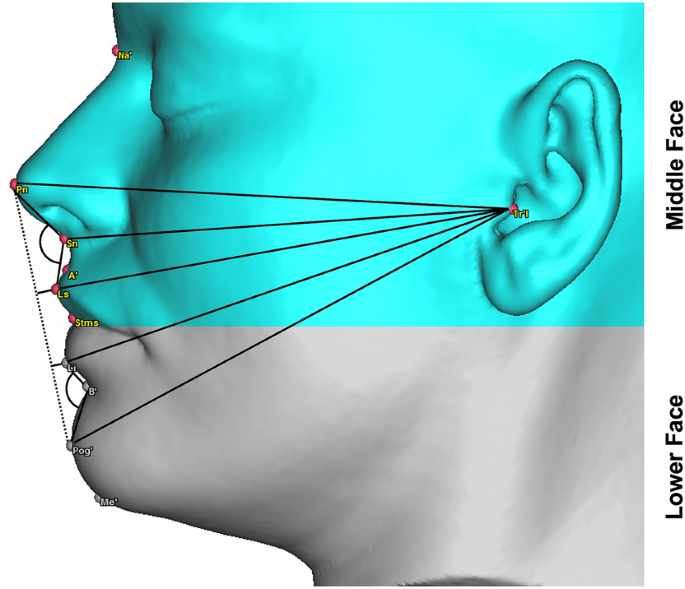 Na'
Middle Face
Pn
Tr'l
Sn
A'
Ls
Stms
Li
B'
Lower Face
Pog'
Me'